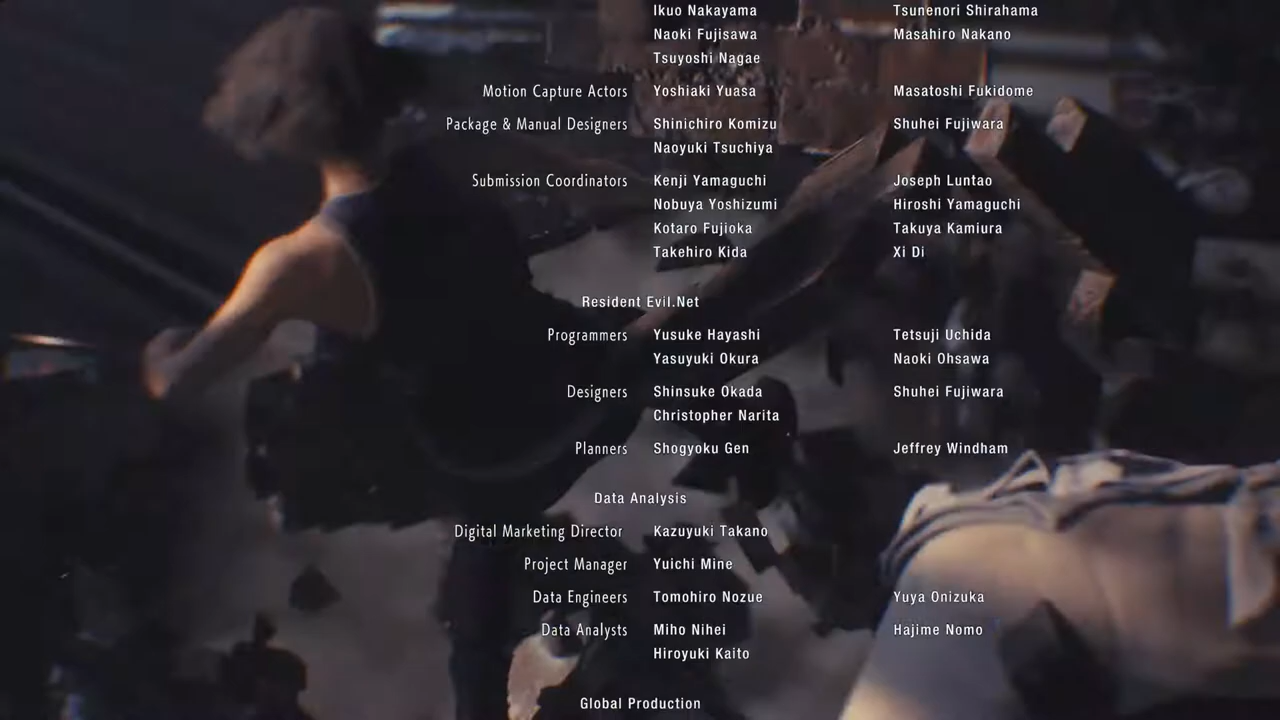 Ikuo Nakayama Tsunenori Shirahama
Naoki Fujisawa Masahiro Nakano
Tsuyoshi Nagae
Motion Capture Actors Yoshiaki Yuasa Masatoshi Fukidome
Package & Manual Designers Shinichiro Komizu Shuhei Fujiwara
Naoyuki Tsuchiya
Submission Coordinators Kenji Yamaguchi Joseph Luntao
Nobuya Yoshizumi Hiroshi Yamaguchi
Kotaro Fujioka Takuya Kamiura
Takehiro Kida Xi Di
Resident Evil.Net
Programmers Yusuke Hayashi Tetsuji Uchida
Yasuyuki Okura Naoki Ohsawa
Designers Shinsuke Okada Shuhei Fujiwara
Christopher Narita
Planners Shogyoku Gen Jeffrey Windham
Data Analysis
Digital Marketing Director Kazuyuki Takano
Project Manager Yuichi Mine
Data Engineers Tomohiro Nozue Yuya Onizuka
Data Analysts Miho Nihei Hajime Nomo
Hiroyuki Kaito
Global Production